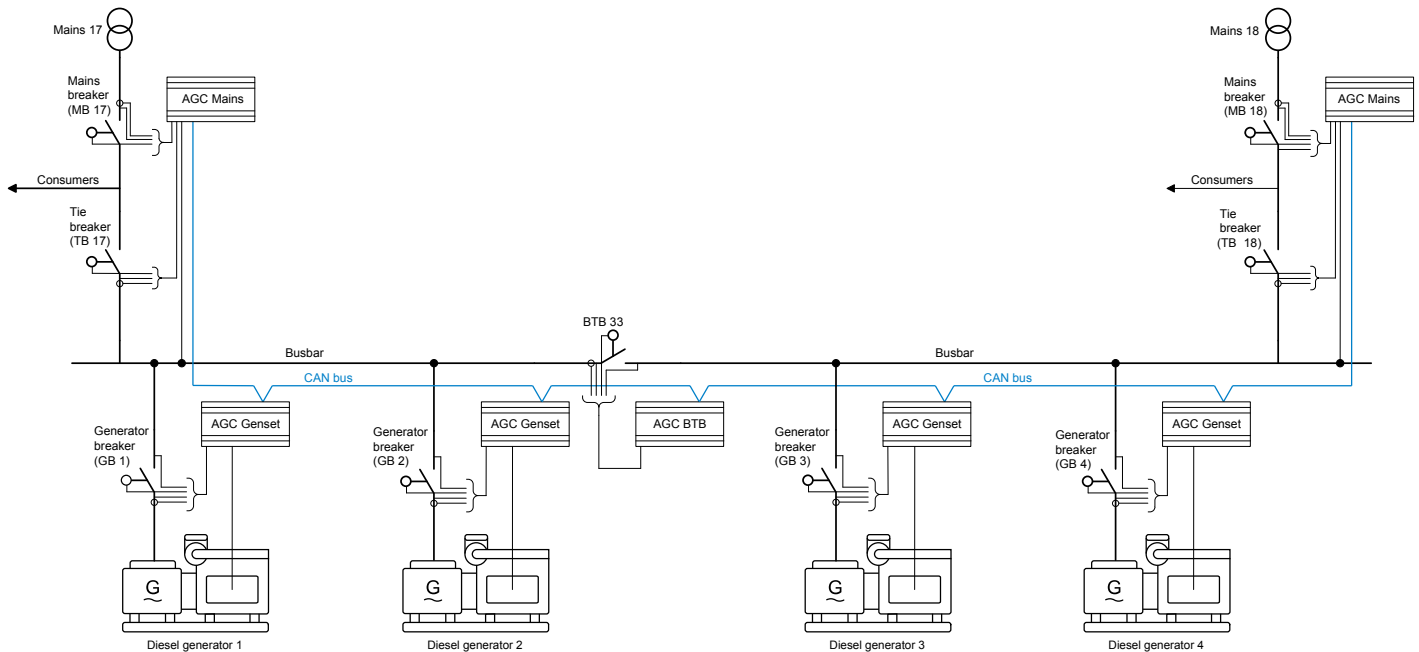 Mains 17
Mains
breaker
(MB 17)
AGC Mains
Consumers
Tie
breaker
(TB 17)
Mains 18
Mains
breaker
(MB 18)
AGC Mains
Consumers
Tie
breaker
(TB 18)
BTB 33
Busbar
Busbar
CAN bus
CAN bus
AGC Genset
AGC Genset
AGC BTB
AGC Genset
AGC Genset
Generator
breaker
(GB 1)
Generator
breaker
(GB 2)
Generator
breaker
(GB 3)
Generator
breaker
(GB 4)
G
G
G
G
Diesel generator 1
Diesel generator 2
Diesel generator 3
Diesel generator 4